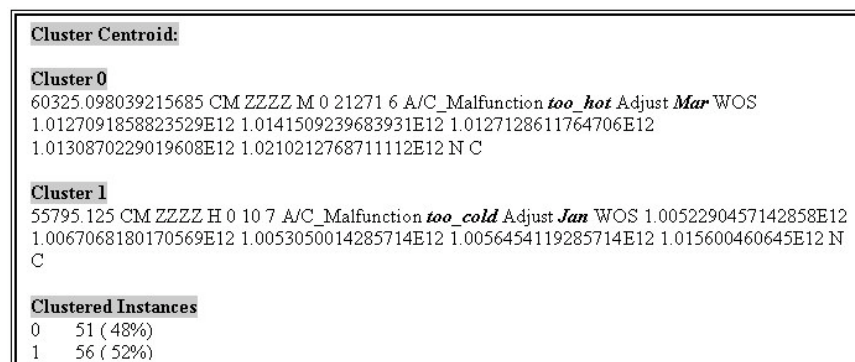 Cluster Centroid:
Cluster 0
60325.098039215685 CM ZZZZ M 0 21271 6 A/C_Malfunction too_hot Adjust Mar WOS
1.0127091858823529E12 1.0141509239683931E12 1.0127128611764706E12
1.0130870229019608E12 1.0210212768711112E12 N C
Cluster 1
55795.125 CM ZZZZ H 0 10 7 A/C_Malfunction too_cold Adjust Jan WOS 1.0052290457142858E12
1.0067068180170569E12 1.0053050014285714E12 1.0056454119285714E12 1.015600460645E12 N
C
Clustered Instances
0 51 ( 48%)
1 56 ( 52%)